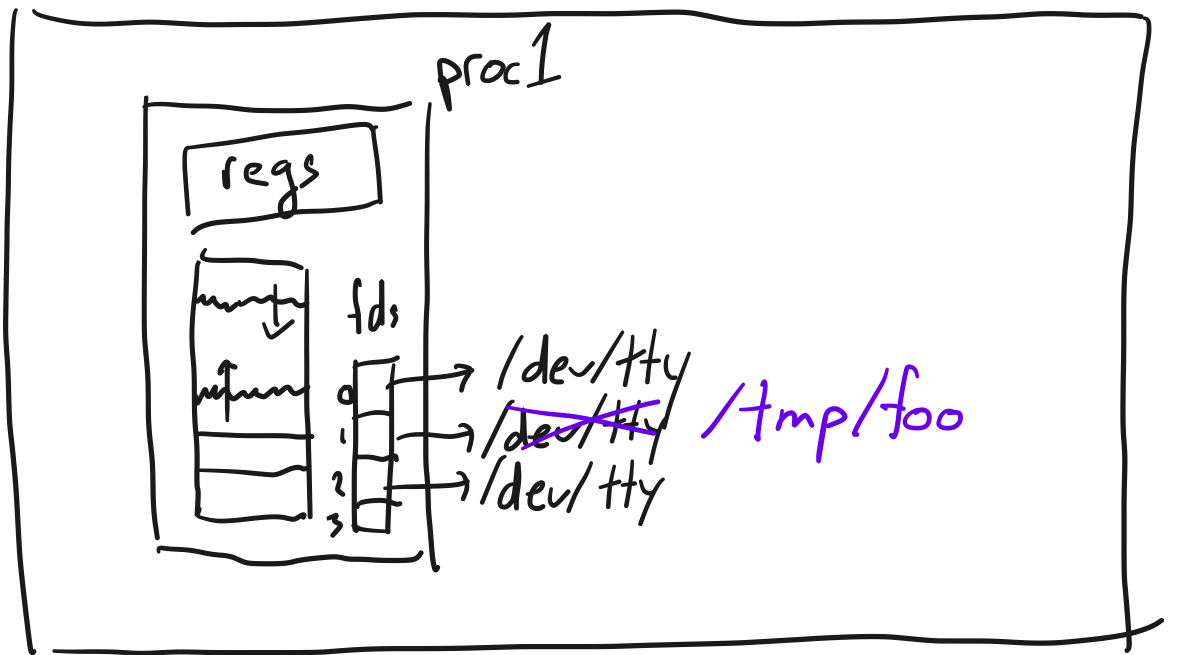 proc1
regs
fds
0 /dev/tty
1 /dev/tty /tmp/foo
2 /dev/tty
3